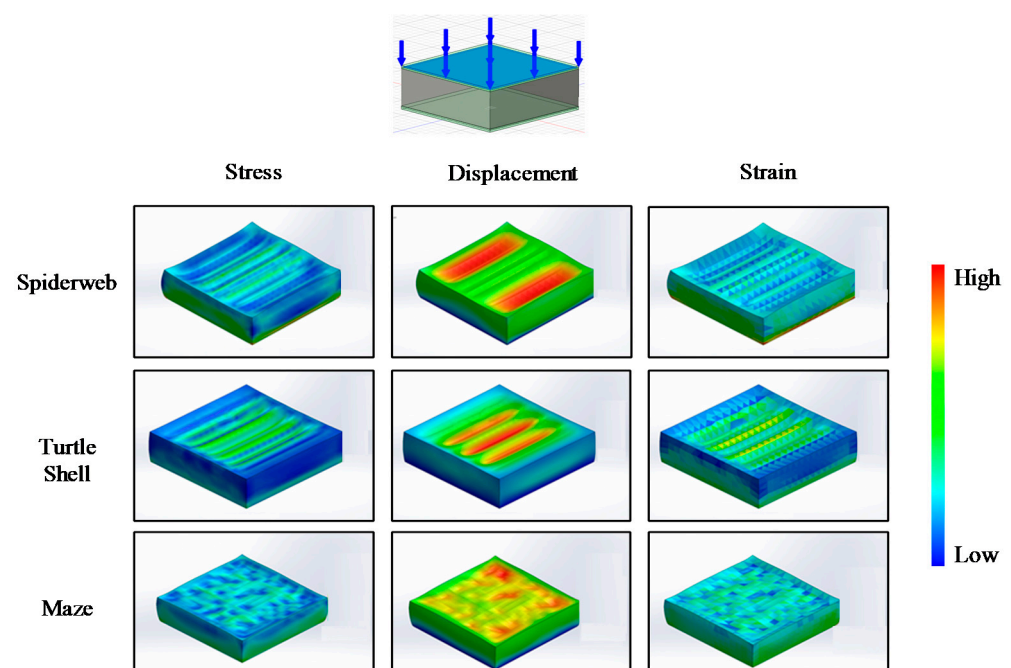 Stress Displacement Strain
Spiderweb
High
Turtle
Shell
Low
Maze